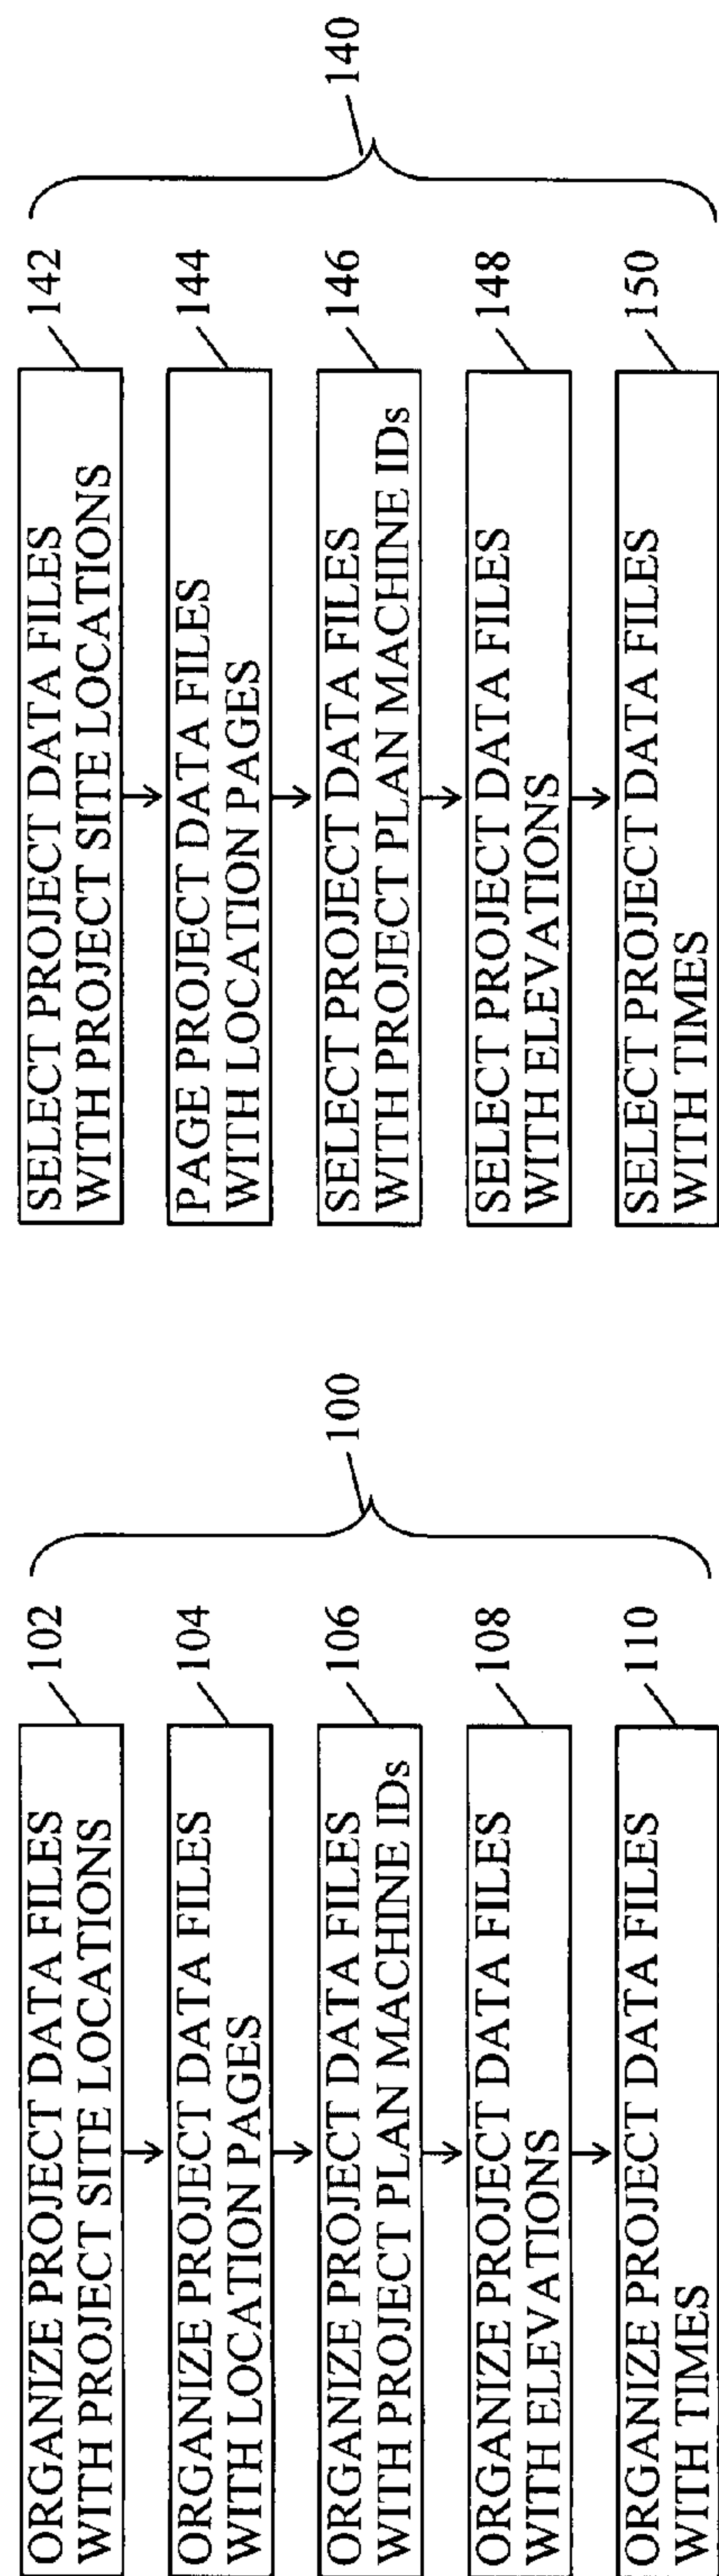 ORGANIZE PROJECT DATA FILES
WITH PROJECT SITE LOCATIONS
102
ORGANIZE PROJECT DATA FILES
WITH LOCATION PAGES
104
ORGANIZE PROJECT DATA FILES
WITH PROJECT PLAN MACHINE IDs
106
ORGANIZE PROJECT DATA FILES
WITH ELEVATIONS
108
ORGANIZE PROJECT DATA FILES
WITH TIMES
110
100
SELECT PROJECT DATA FILES
WITH PROJECT SITE LOCATIONS
142
PAGE PROJECT DATA FILES
WITH LOCATION PAGES
144
SELECT PROJECT DATA FILES
WITH PROJECT PLAN MACHINE IDs
146
SELECT PROJECT DATA FILES
WITH ELEVATIONS
148
SELECT PROJECT DATA FILES
WITH TIMES
150
140